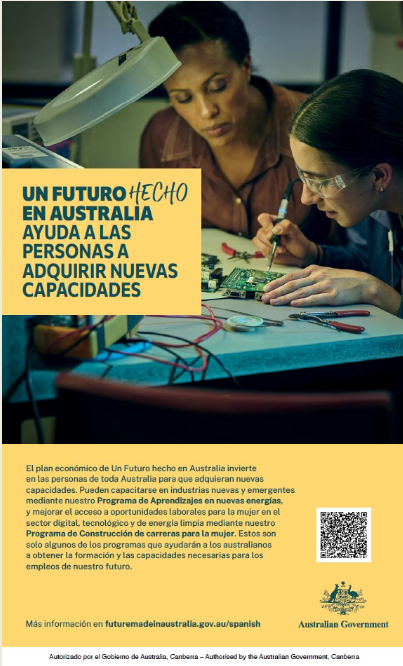 UN FUTURO HECHO
EN AUSTRALIA
AYUDA A LAS
PERSONAS A
ADQUIRIR NUEVAS
CAPACIDADES
El plan económico de Un Futuro hecho en Australia invierte
en las personas de toda Australia para que adquieran nuevas
capacidades. Pueden capacitarse en industrias nuevas y emergentes
mediante nuestro Programa de Aprendizajes en nuevas energías,
y mejorar el acceso a oportunidades laborales para la mujer en el
sector digital, tecnológico y de energía limpia mediante nuestro
Programa de Construcción de carreras para la mujer. Estos son
solo algunos de los programas que ayudarán a los australianos
a obtener la formación y las capacidades necesarias para los
empleos de nuestro futuro.
Más información en futuremadeinaustralia.gov.au/spanish
Australian Government
Autorizado por el Gobierno de Australia, Canberra – Authorised by the Australian Government, Canberra